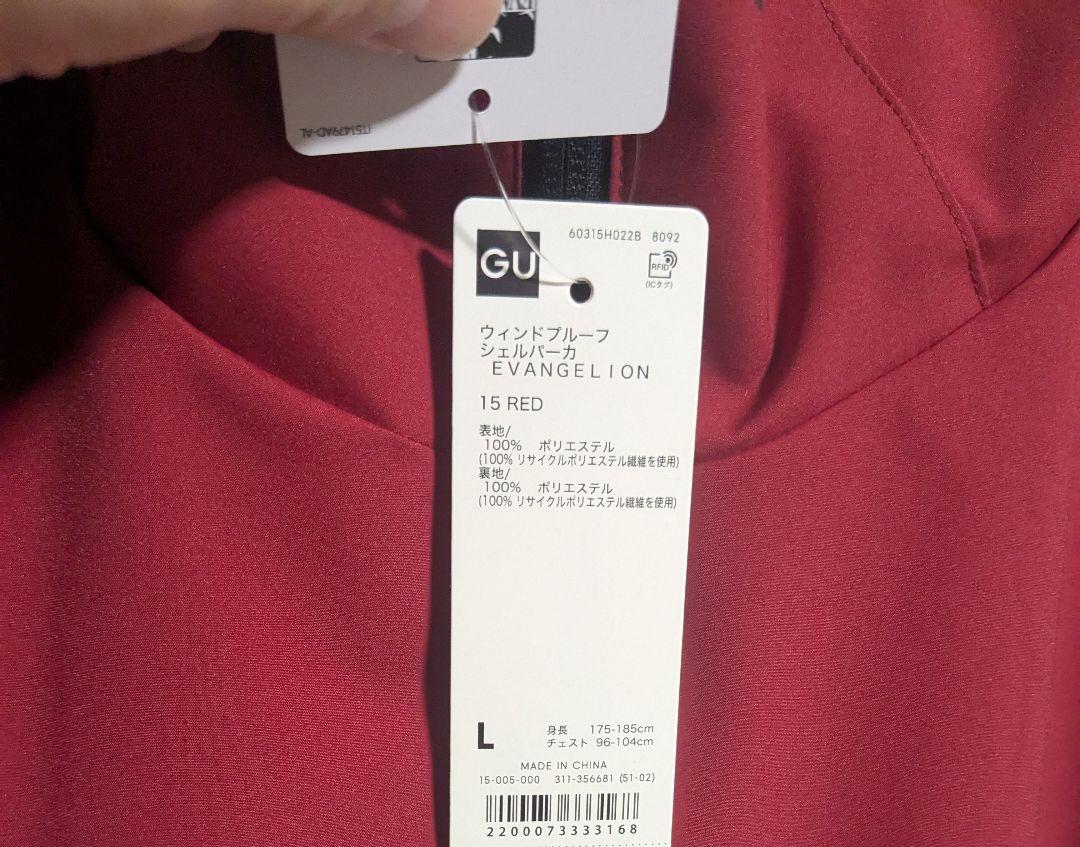 IT51479AD-AL
60315H022B 8092
GU
RFID
(ICタグ)
ウィンドプルーフ
シェルパーカ
EVANGELION
15 RED
表地/
100% ポリエステル
(100% リサイクルポリエステル繊維を使用)
裏地/
100% ポリエステル
(100% リサイクルポリエステル繊維を使用)
L
身長 175-185cm
チェスト 96-104cm
MADE IN CHINA
15-005-000 311-356681 (51-02)
2200073333168